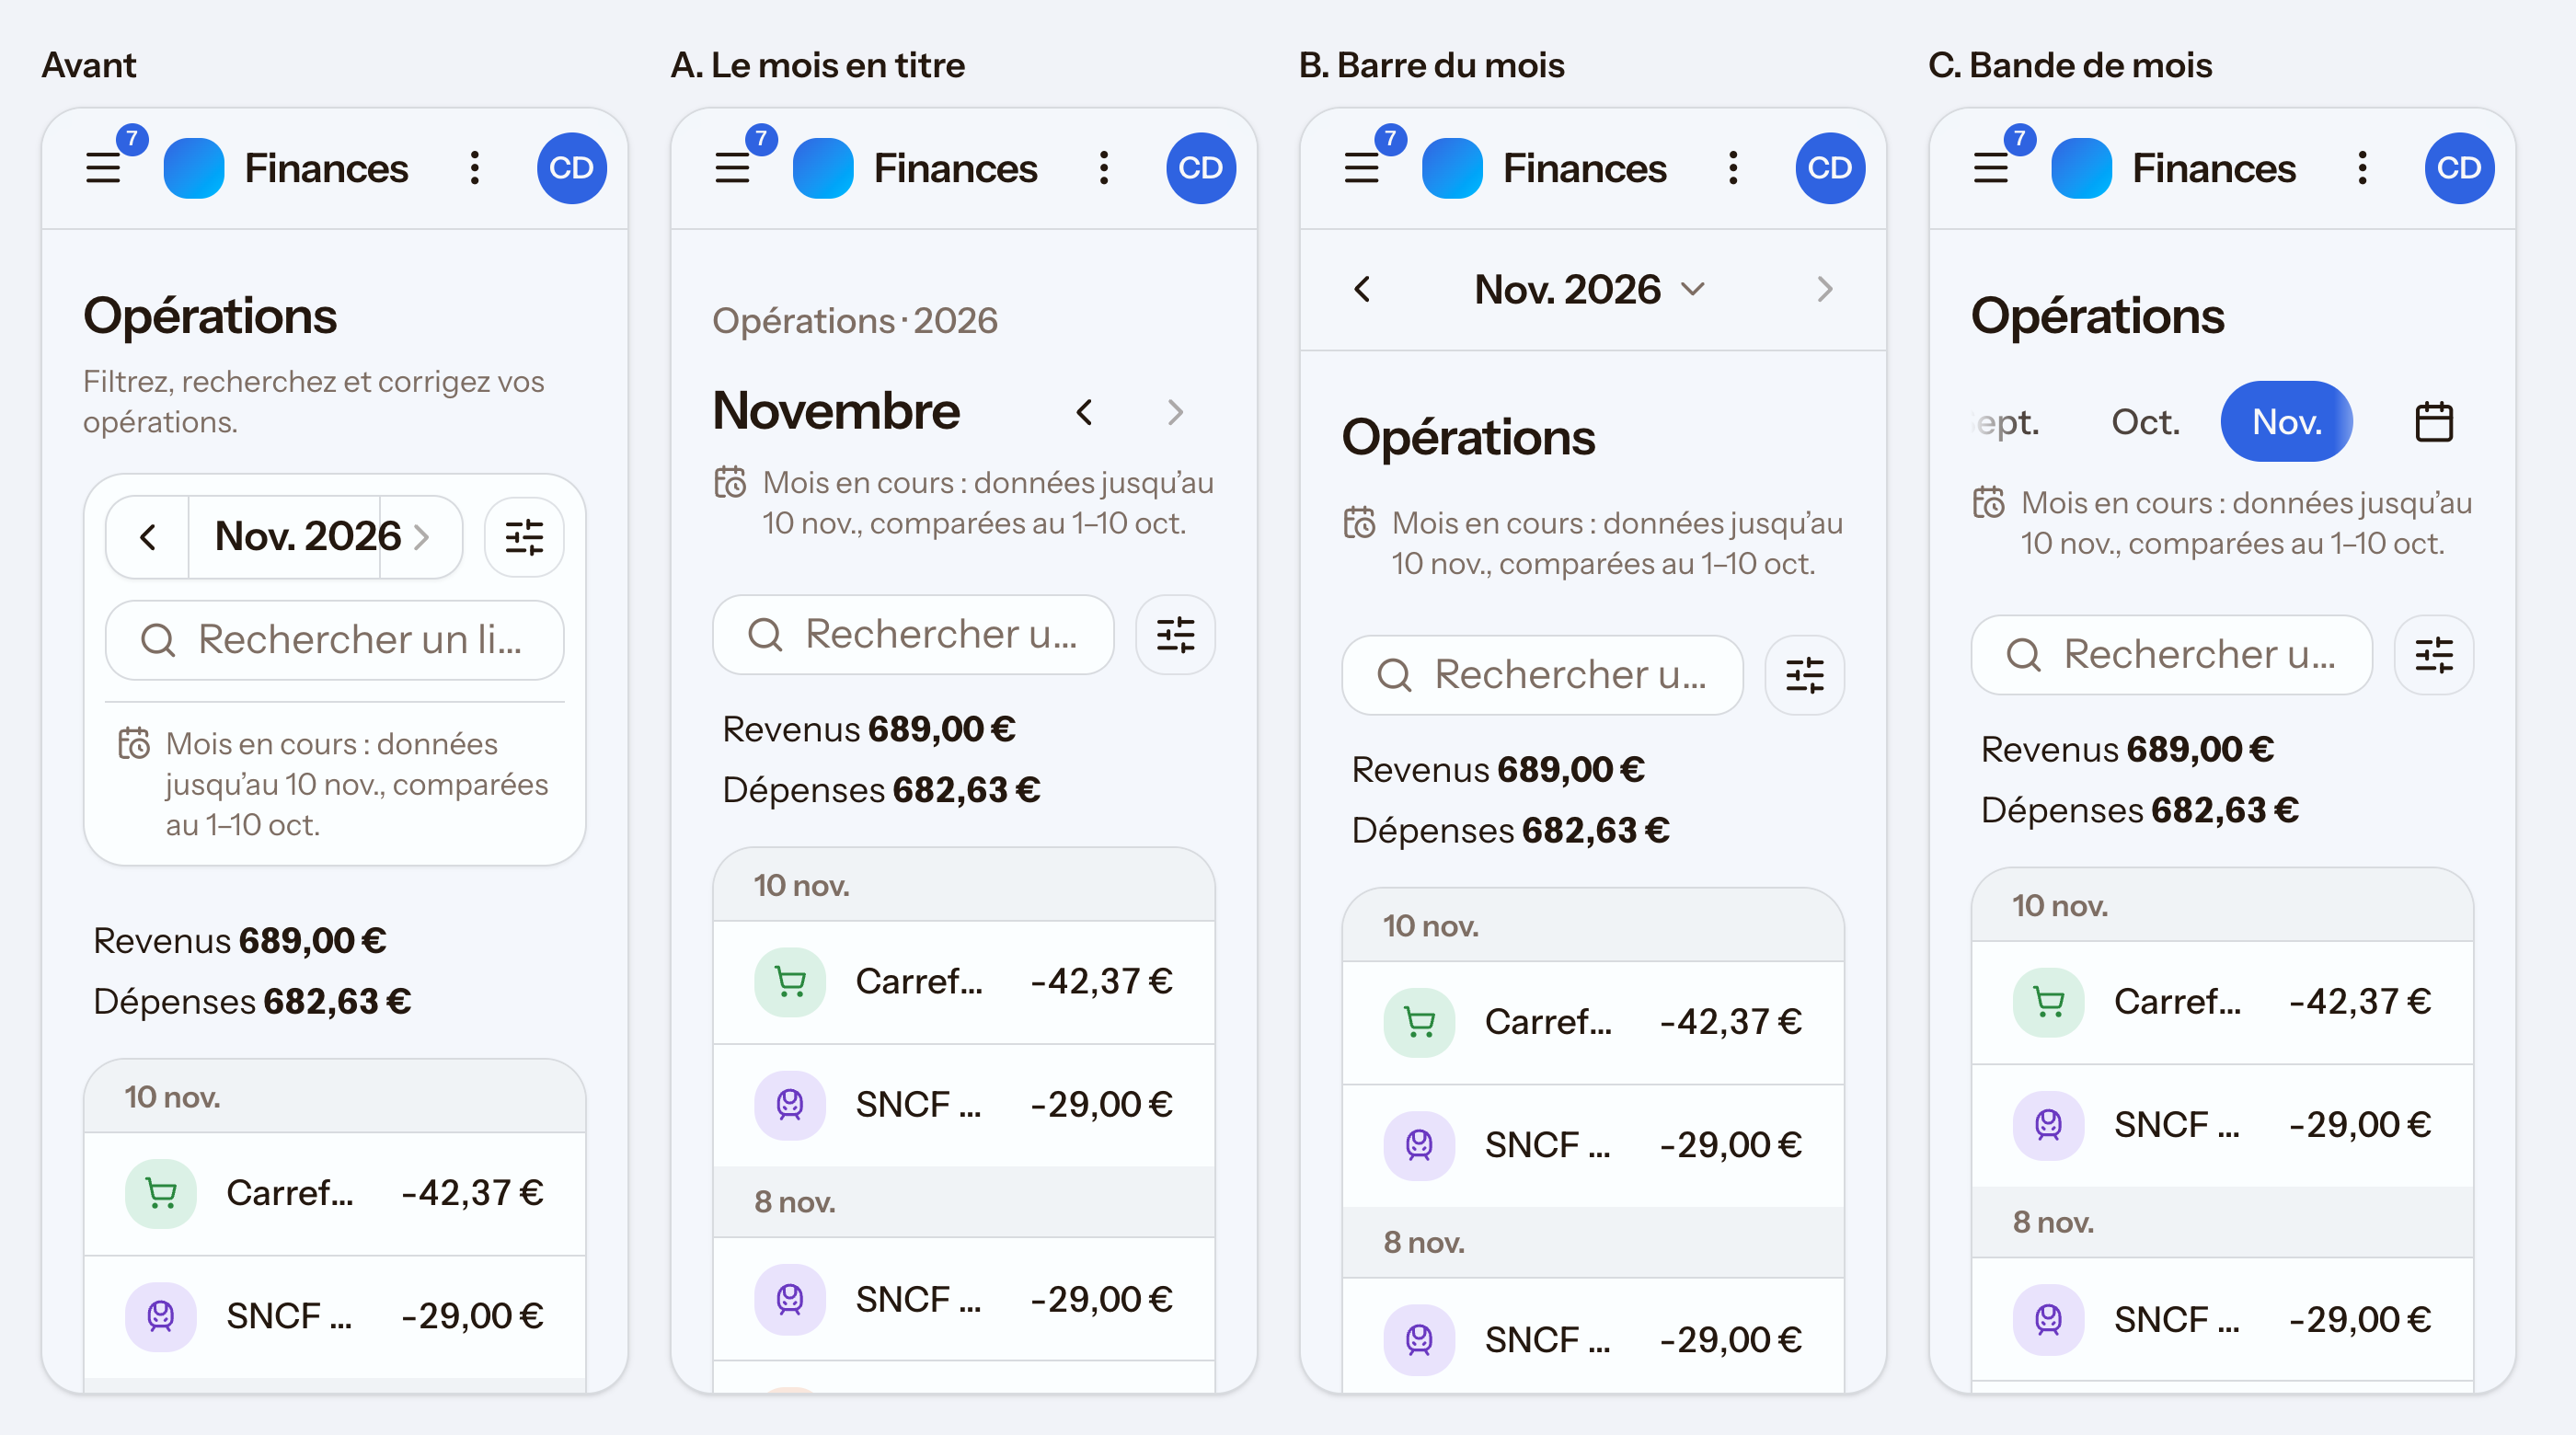 Avant
7
Finances
CD
Opérations
Filtrez, recherchez et corrigez vos
opérations.
Nov. 2026
Rechercher un li...
Mois en cours : données
jusqu’au 10 nov., comparées
au 1–10 oct.
Revenus 689,00 €
Dépenses 682,63 €
10 nov.
Carref... -42,37 €
SNCF ... -29,00 €
A. Le mois en titre
7
Finances
CD
Opérations · 2026
Novembre
Mois en cours : données jusqu’au
10 nov., comparées au 1–10 oct.
Rechercher u...
Revenus 689,00 €
Dépenses 682,63 €
10 nov.
Carref... -42,37 €
SNCF ... -29,00 €
8 nov.
SNCF ... -29,00 €
B. Barre du mois
7
Finances
CD
Nov. 2026
Opérations
Mois en cours : données jusqu’au
10 nov., comparées au 1–10 oct.
Rechercher u...
Revenus 689,00 €
Dépenses 682,63 €
10 nov.
Carref... -42,37 €
SNCF ... -29,00 €
8 nov.
SNCF ... -29,00 €
C. Bande de mois
7
Finances
CD
Opérations
ept. Oct. Nov.
Mois en cours : données jusqu’au
10 nov., comparées au 1–10 oct.
Rechercher u...
Revenus 689,00 €
Dépenses 682,63 €
10 nov.
Carref... -42,37 €
SNCF ... -29,00 €
8 nov.
SNCF ... -29,00 €